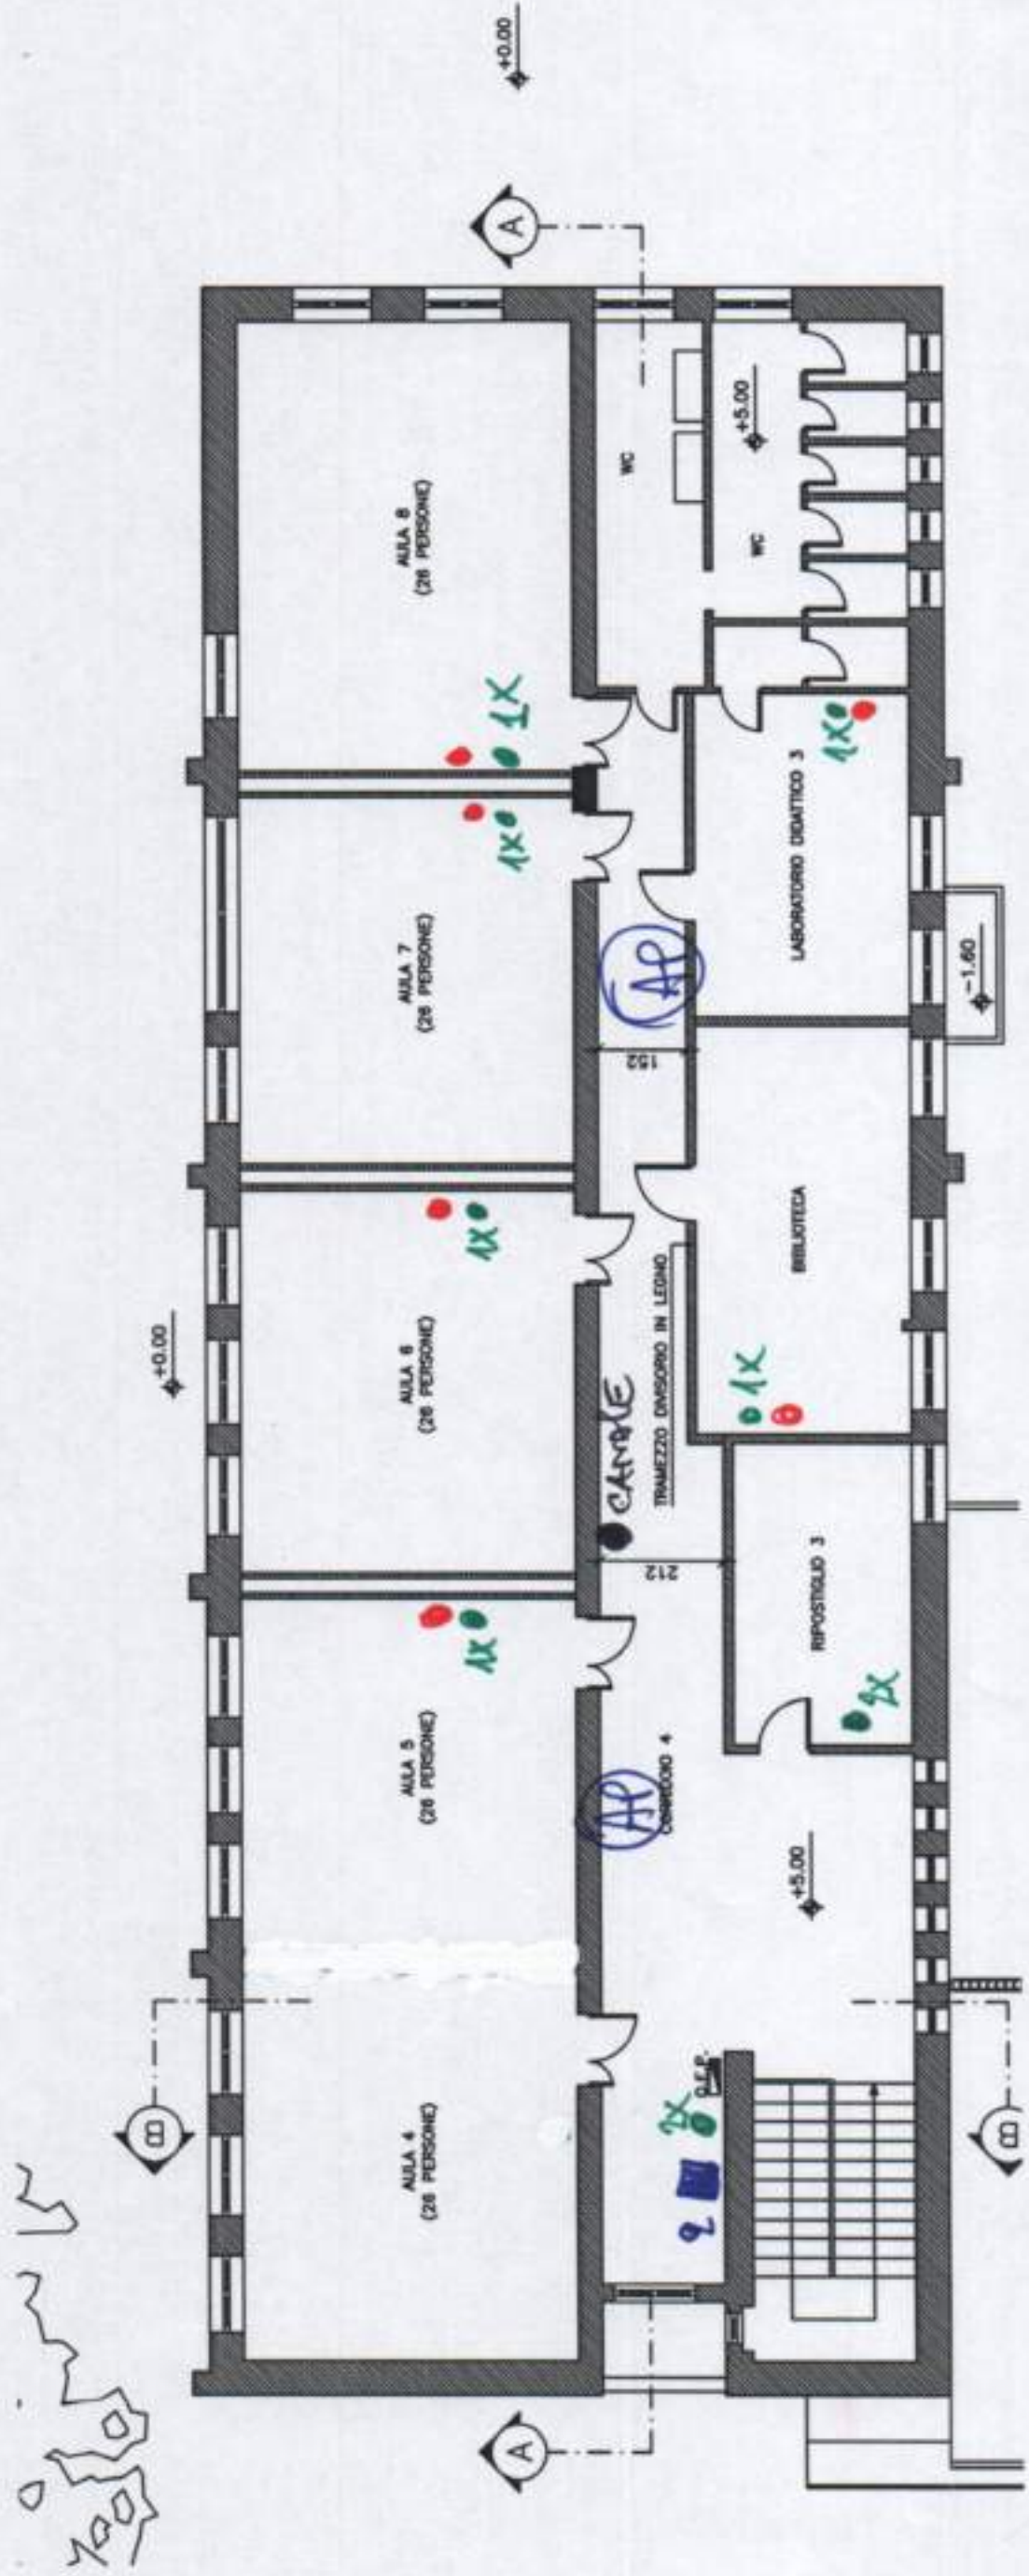 +0.00
A
AULA 8
(26 PERSONE)
WC
+5.00
WC
1X
1X
1X
AULA 7
(26 PERSONE)
LABORATORIO DIDATTICO 3
AP
-1.60
152
1X
AULA 6
(26 PERSONE)
+0.00
BIBLIOTECA
TRAMEZZO DIVISORIO IN LEGNO
CANALE
1X
212
RIPOSTIGLIO 3
1X
2X
AULA 5
(26 PERSONE)
AP
CORRIDOIO 4
+5.00
B
B
Q.E.P.
2X
AULA 4
(26 PERSONE)
A